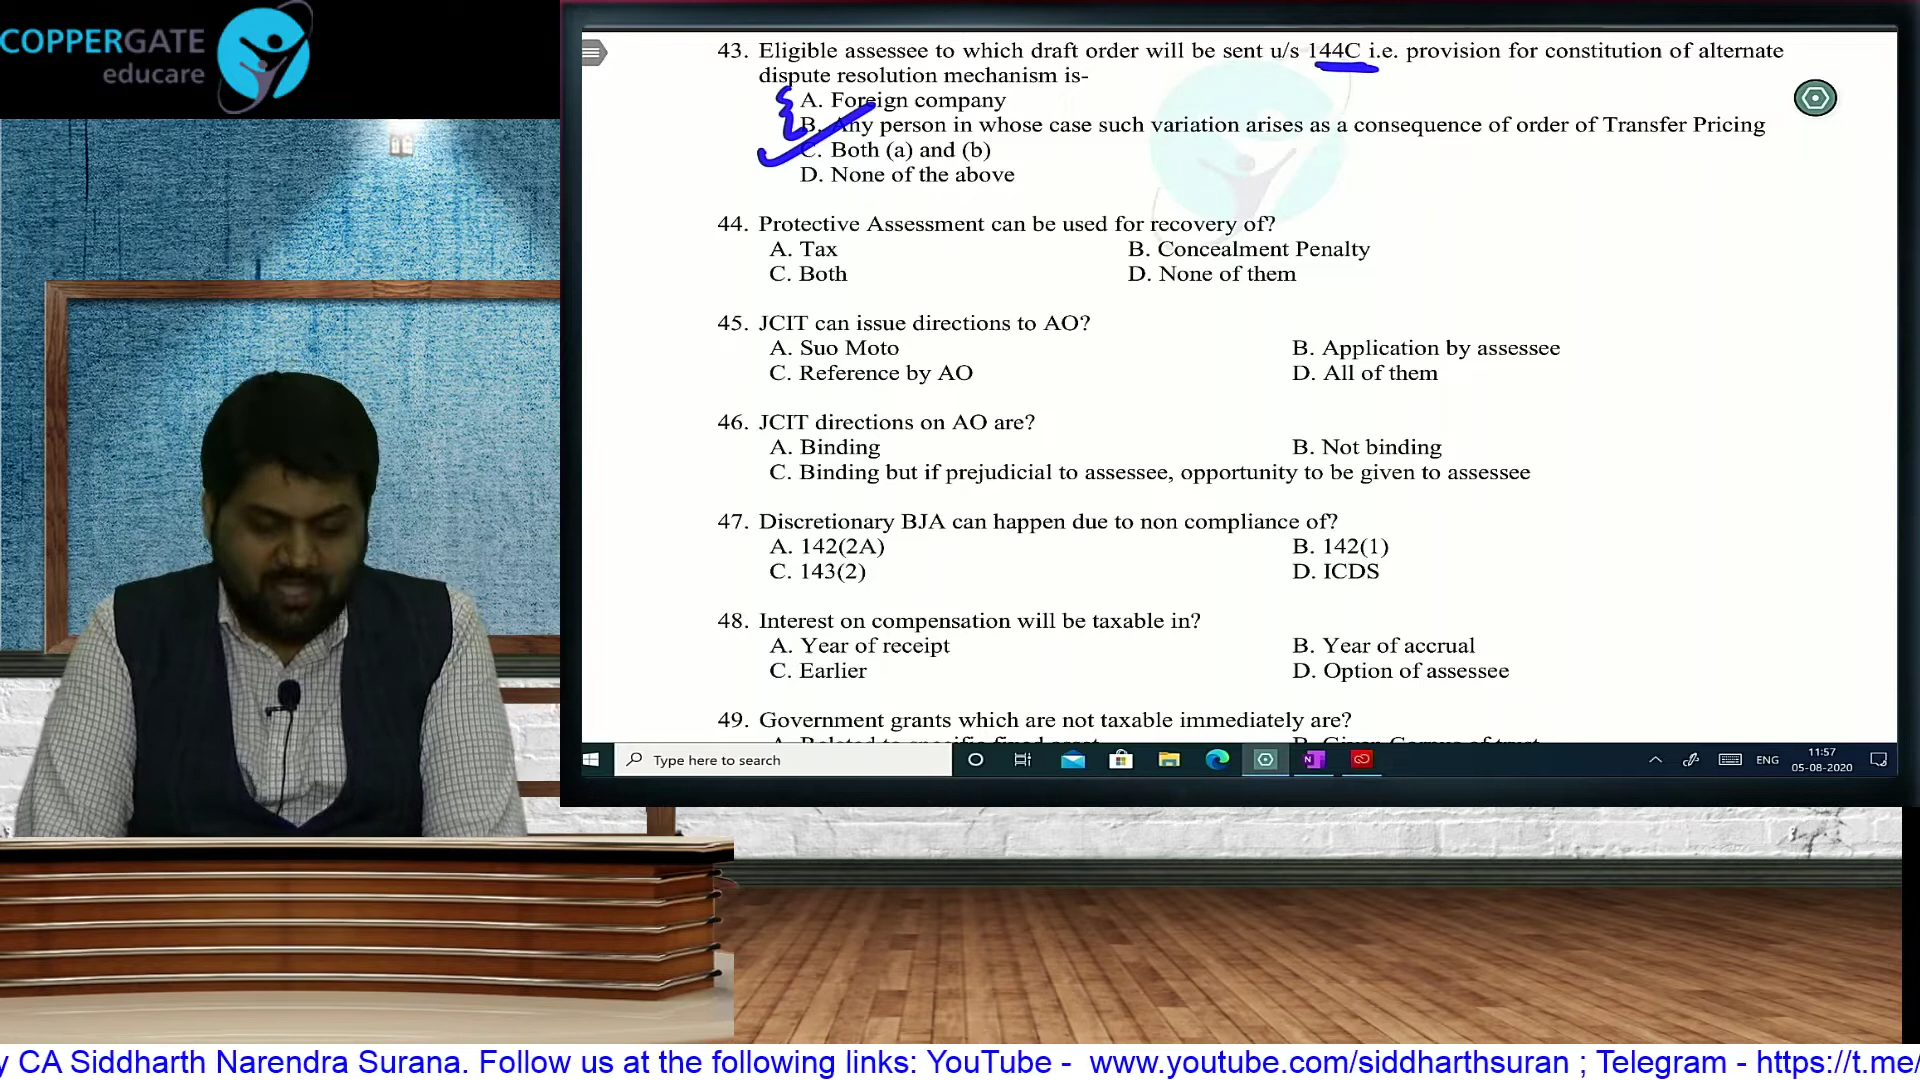 COPPERGATE
educare
43. Eligible assessee to which draft order will be sent u/s 144C i.e. provision for constitution of alternate
dispute resolution mechanism is-
A. Foreign company
B. Any person in whose case such variation arises as a consequence of order of Transfer Pricing
C. Both (a) and (b)
D. None of the above
44. Protective Assessment can be used for recovery of?
A. Tax B. Concealment Penalty
C. Both D. None of them
45. JCIT can issue directions to AO?
A. Suo Moto B. Application by assessee
C. Reference by AO D. All of them
46. JCIT directions on AO are?
A. Binding B. Not binding
C. Binding but if prejudicial to assessee, opportunity to be given to assessee
47. Discretionary BJA can happen due to non compliance of?
A. 142(2A) B. 142(1)
C. 143(2) D. ICDS
48. Interest on compensation will be taxable in?
A. Year of receipt B. Year of accrual
C. Earlier D. Option of assessee
49. Government grants which are not taxable immediately are?
A. Related to specific fixed asset B. Given Corpus of trust
Type here to search
ENG
11:57
05-08-2020
y CA Siddharth Narendra Surana. Follow us at the following links: YouTube - www.youtube.com/siddharthsuran ; Telegram - https://t.me/